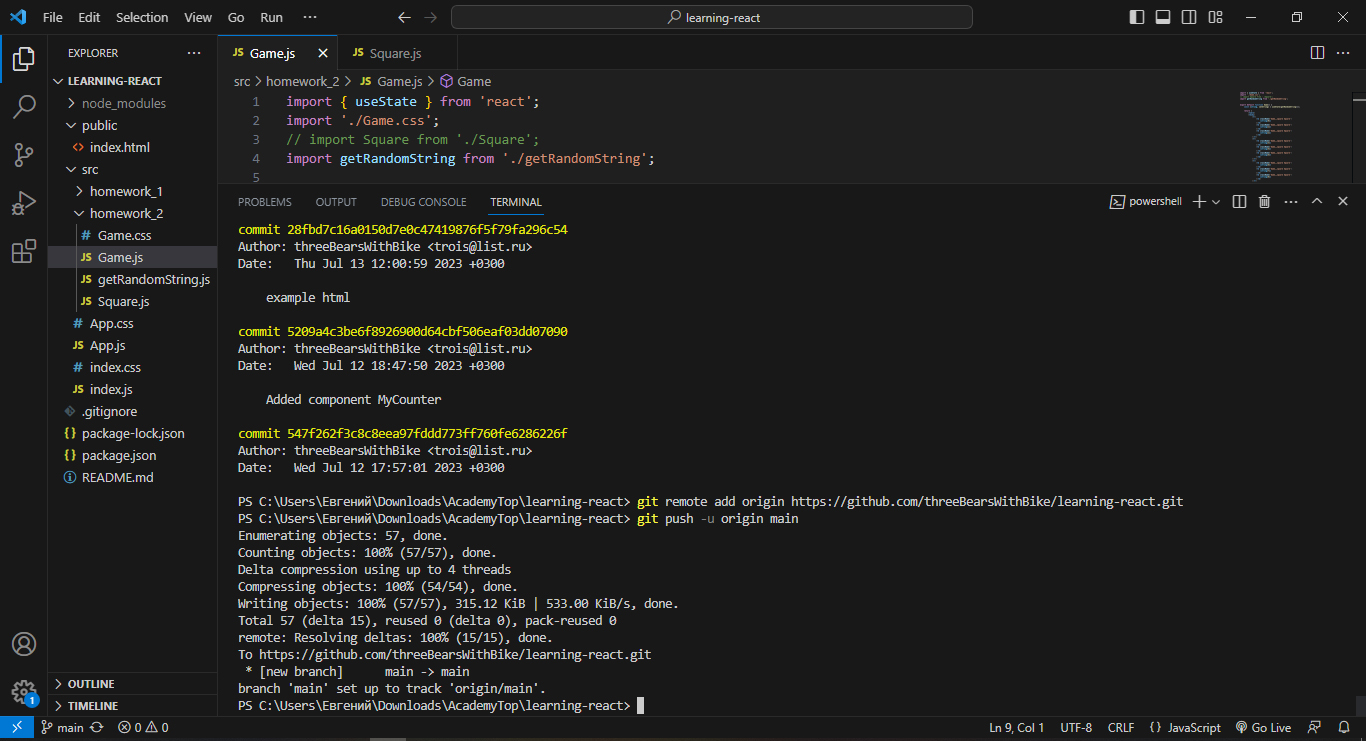 File Edit Selection View Go Run ··· learning-react
EXPLORER ···
LEARNING-REACT
node_modules
public
index.html
src
homework_1
homework_2
# Game.css
JS Game.js
JS getRandomString.js
JS Square.js
# App.css
JS App.js
# index.css
JS index.js
.gitignore
{} package-lock.json
{} package.json
README.md
OUTLINE
TIMELINE
1
JS Game.js JS Square.js
src > homework_2 > JS Game.js > Game
1 import { useState } from 'react';
2 import './Game.css';
3 // import Square from './Square';
4 import getRandomString from './getRandomString';
5
PROBLEMS OUTPUT DEBUG CONSOLE TERMINAL powershell
commit 28fbd7c16a0150d7e0c47419876f5f79fa296c54
Author: threeBearsWithBike <trois@list.ru>
Date: Thu Jul 13 12:00:59 2023 +0300
example html
commit 5209a4c3be6f8926900d64cbf506eaf03dd07090
Author: threeBearsWithBike <trois@list.ru>
Date: Wed Jul 12 18:47:50 2023 +0300
Added component MyCounter
commit 547f262f3c8c8eea97fddd773ff760fe6286226f
Author: threeBearsWithBike <trois@list.ru>
Date: Wed Jul 12 17:57:01 2023 +0300
PS C:\Users\Евгений\Downloads\AcademyTop\learning-react> git remote add origin https://github.com/threeBearsWithBike/learning-react.git
PS C:\Users\Евгений\Downloads\AcademyTop\learning-react> git push -u origin main
Enumerating objects: 57, done.
Counting objects: 100% (57/57), done.
Delta compression using up to 4 threads
Compressing objects: 100% (54/54), done.
Writing objects: 100% (57/57), 315.12 KiB | 533.00 KiB/s, done.
Total 57 (delta 15), reused 0 (delta 0), pack-reused 0
remote: Resolving deltas: 100% (15/15), done.
To https://github.com/threeBearsWithBike/learning-react.git
* [new branch] main -> main
branch 'main' set up to track 'origin/main'.
PS C:\Users\Евгений\Downloads\AcademyTop\learning-react>
main 0 0 Ln 9, Col 1 UTF-8 CRLF {} JavaScript Go Live